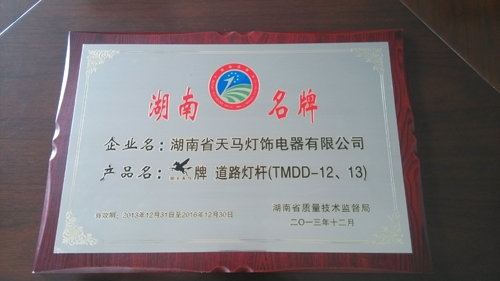 湖南 名牌
企业名：湖南省天马灯饰电器有限公司
产品名： 牌 道路灯杆(TMDD-12、13)
有效期：2013年12月31日至2016年12月30日
湖南省质量技术监督局
二〇一三年十二月